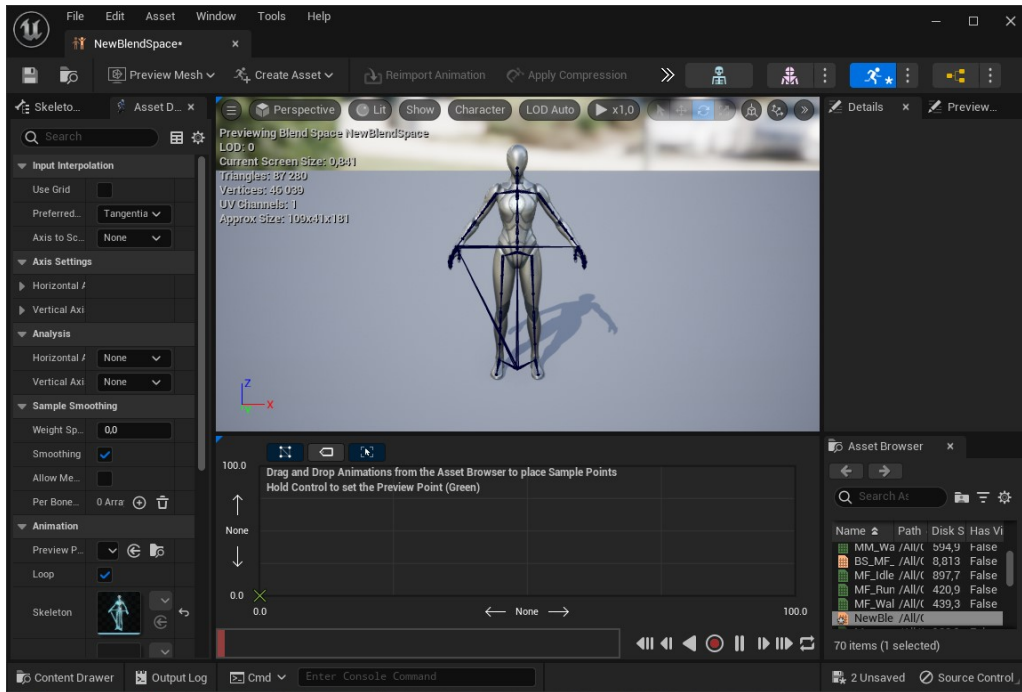 File Edit Asset Window Tools Help
NewBlendSpace*
Preview Mesh Create Asset Reimport Animation Apply Compression
Skeleto... Asset D...
Search
Input Interpolation
Use Grid
Preferred... Tangentia
Axis to Sc... None
Axis Settings
Horizontal A
Vertical Axi
Analysis
Horizontal A None
Vertical Axi None
Sample Smoothing
Weight Sp... 0,0
Smoothing
Allow Me...
Per Bone... 0 Arra
Animation
Preview P...
Loop
Skeleton
Perspective Lit Show Character LOD Auto x1,0
Previewing Blend Space NewBlendSpace
LOD: 0
Current Screen Size: 0,841
Triangles: 87 280
Vertices: 46 089
UV Channels: 1
Approx Size: 109x41x181
Z
X
100.0
Drag and Drop Animations from the Asset Browser to place Sample Points
Hold Control to set the Preview Point (Green)
None
0.0
0.0 None 100.0
Details Preview...
Asset Browser
Search As
Name Path Disk S Has Vi
MM_Wa /All/( 594,9 False
BS_MF_ /All/( 8,813 False
MF_Idle /All/( 897,7 False
MF_Run /All/( 420,9 False
MF_Wal /All/( 439,3 False
NewBle /All/(
70 items (1 selected)
Content Drawer Output Log Cmd Enter Console Command 2 Unsaved Source Control